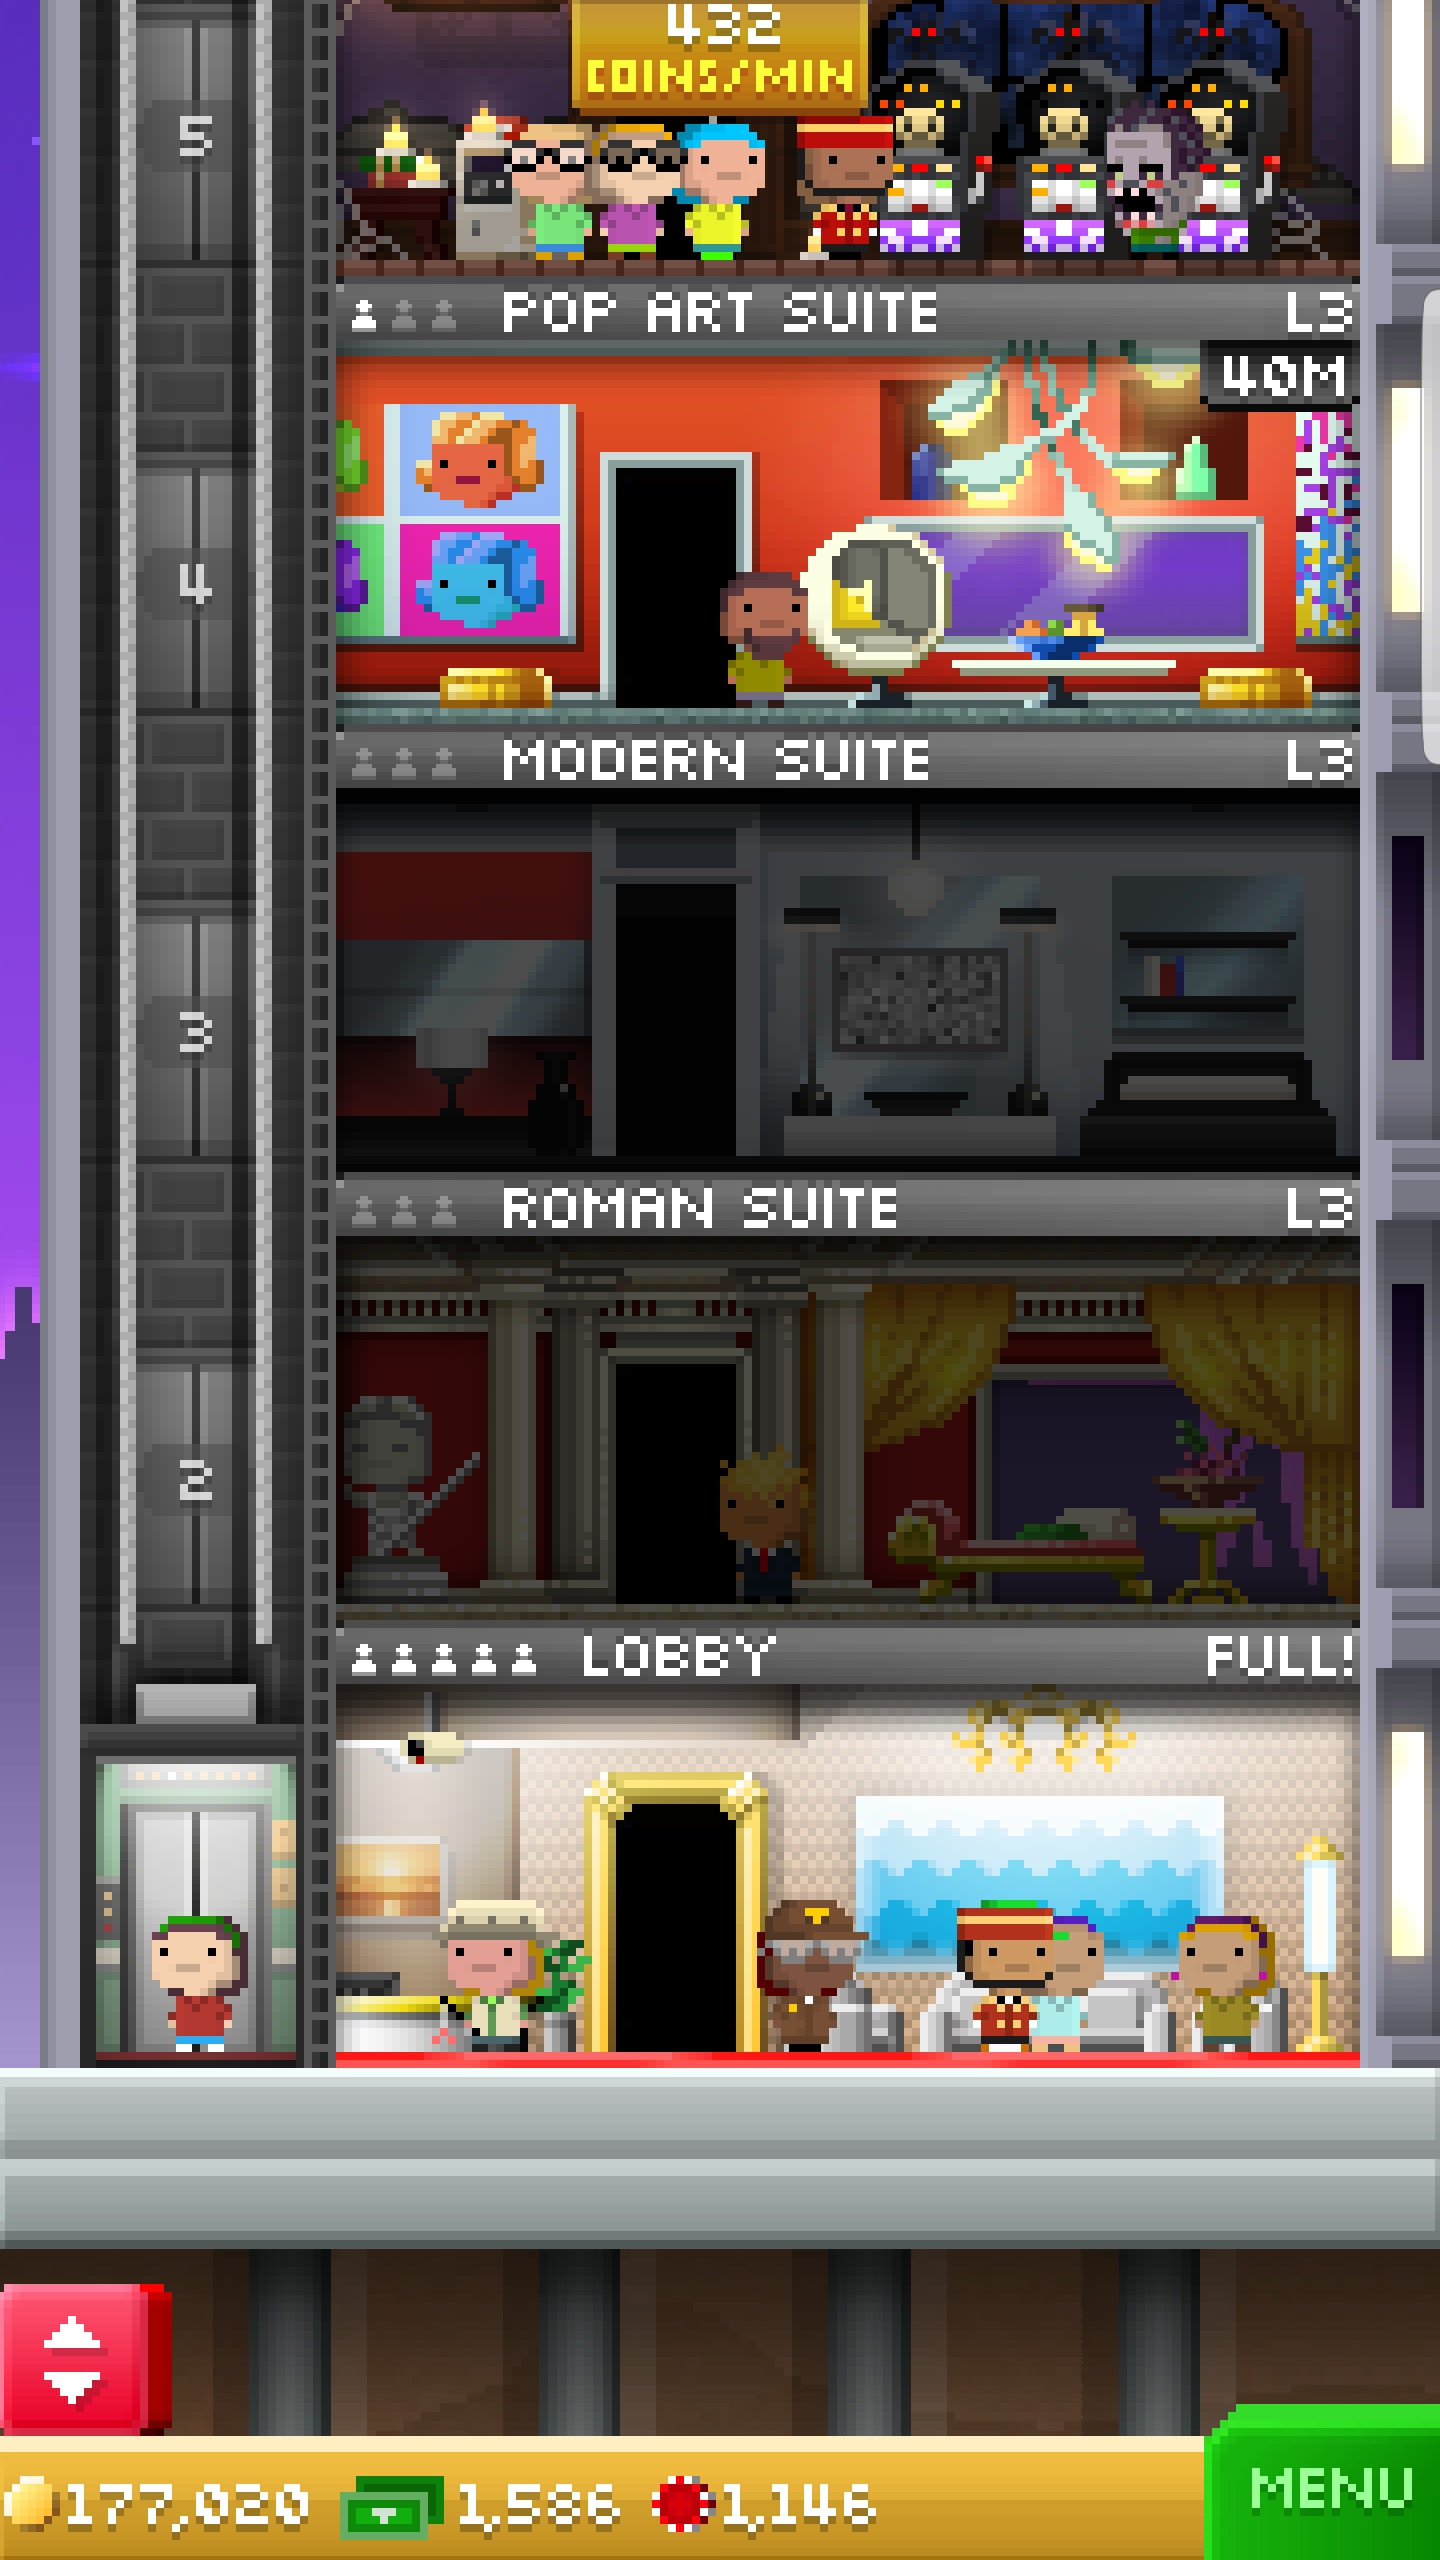 432
COINS/MIN
5
POP ART SUITE L3
40M
4
MODERN SUITE L3
3
ROMAN SUITE L3
2
LOBBY FULL!
177,020 1,586 1,146
MENU